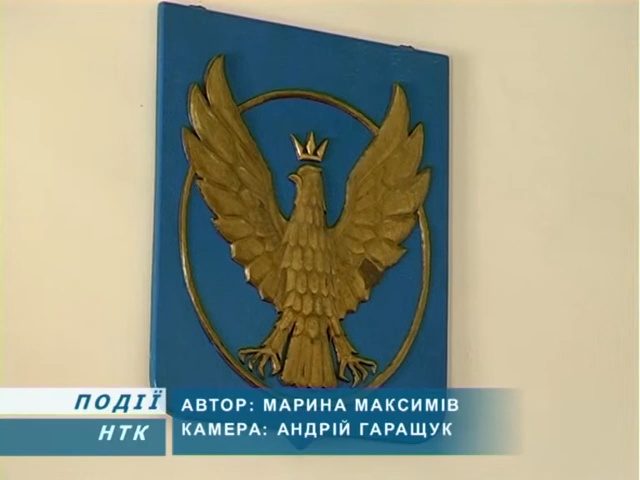 ПОДІЇ
НТК
АВТОР: МАРИНА МАКСИМІВ
КАМЕРА: АНДРІЙ ГАРАЩУК